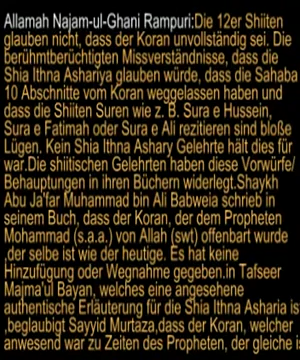 Allamah Najam-ul-Ghani Rampuri:Die 12er Shiiten
glauben nicht, dass der Koran unvollständig sei. Die
berühmtberüchtigten Missverständnisse, dass die
Shia Ithna Ashariya glauben würde, dass die Sahaba
10 Abschnitte vom Koran weggelassen haben und
dass die Shiiten Suren wie z. B. Sura e Hussein,
Sura e Fatimah oder Sura e Ali rezitieren sind bloße
Lügen. Kein Shia Ithna Ashary Gelehrte hält dies für
war.Die shiitischen Gelehrten haben diese Vorwürfe/
Behauptungen in ihren Büchern widerlegt.Shaykh
Abu Ja'far Muhammad bin Ali Babweia schrieb in
seinem Buch, dass der Koran, der dem Propheten
Mohammad (s.a.a.) von Allah (swt) offenbart wurde
,der selbe ist wie der heutige. Es hat keine
Hinzufügung oder Wegnahme gegeben.in Tafseer
Majma'ul Bayan, welches eine angesehene
authentische Erläuterung für die Shia Ithna Asharia is
,beglaubigt Sayyid Murtaza,dass der Koran, welcher
anwesend war zu Zeiten des Propheten, der gleiche is